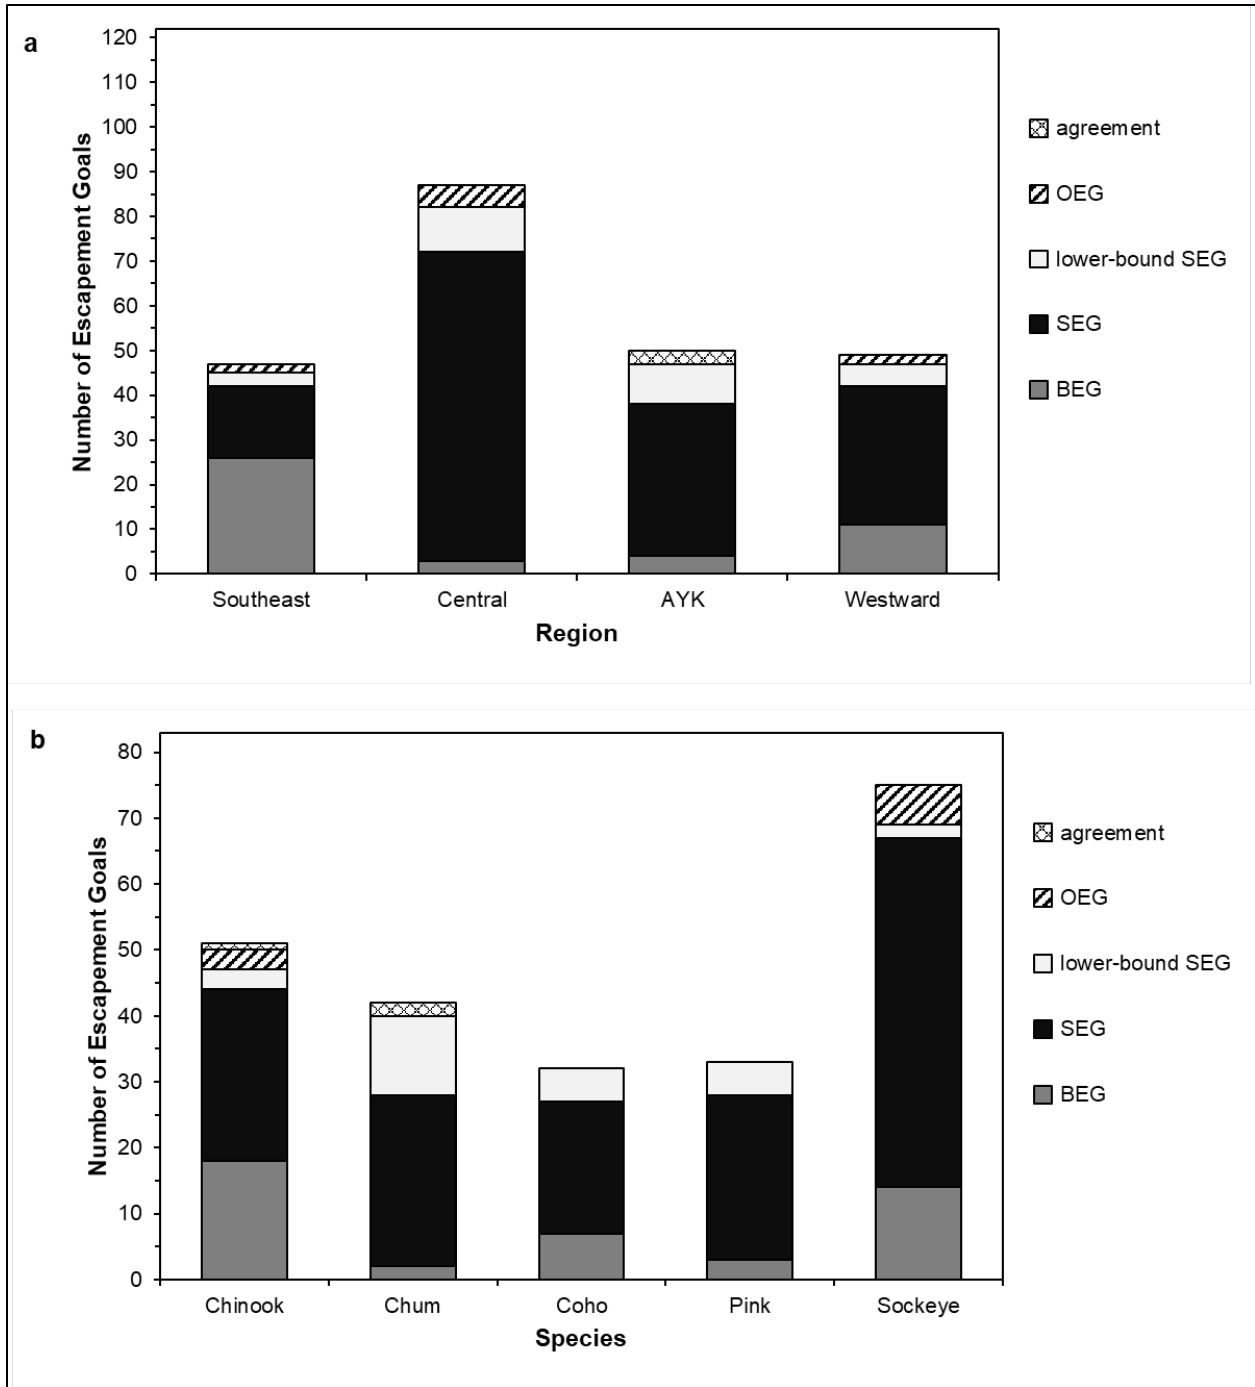 a
120
110
100
90
80
70
60
50
40
30
20
10
0
Number of Escapement Goals
Southeast Central AYK Westward
Region
agreement
OEG
lower-bound SEG
SEG
BEG
b
80
70
60
50
40
30
20
10
0
Number of Escapement Goals
Chinook Chum Coho Pink Sockeye
Species
agreement
OEG
lower-bound SEG
SEG
BEG